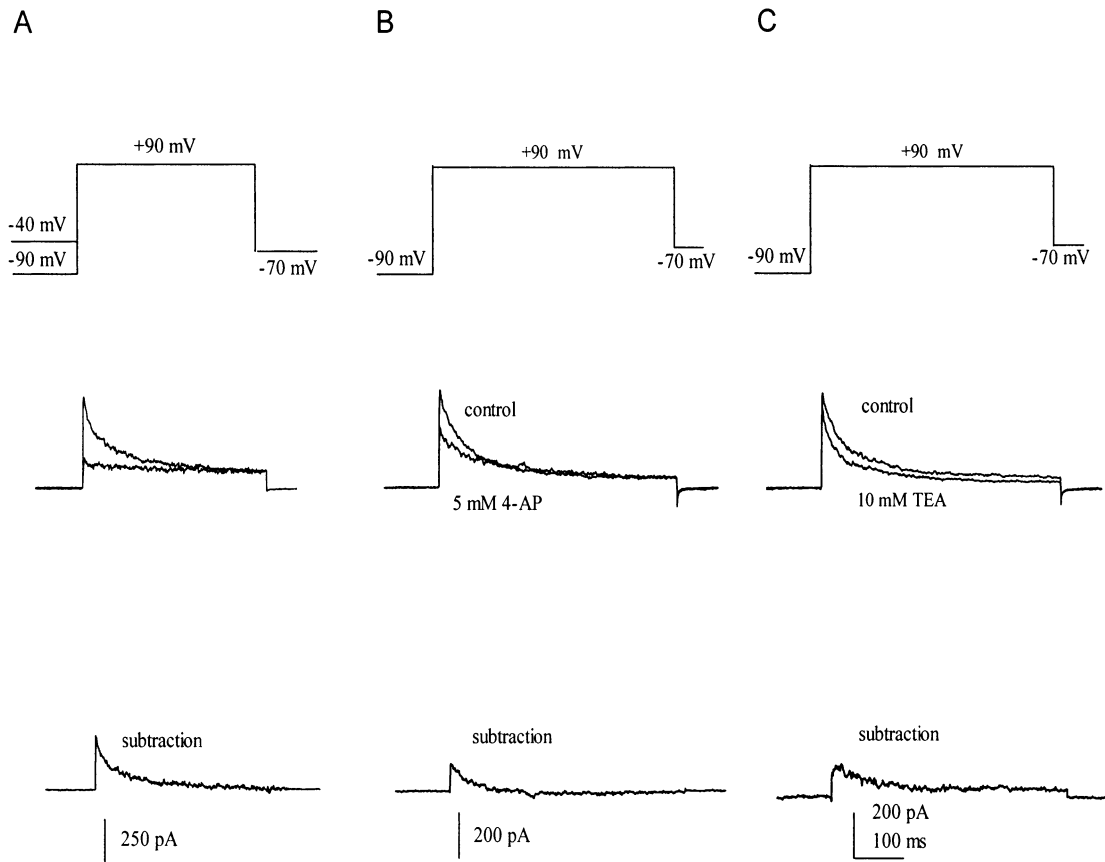 A
B
C
+90 mV
-40 mV
-90 mV
-70 mV
+90 mV
-90 mV
-70 mV
+90 mV
-90 mV
-70 mV
control
5 mM 4-AP
control
10 mM TEA
subtraction
250 pA
subtraction
200 pA
subtraction
200 pA
100 ms